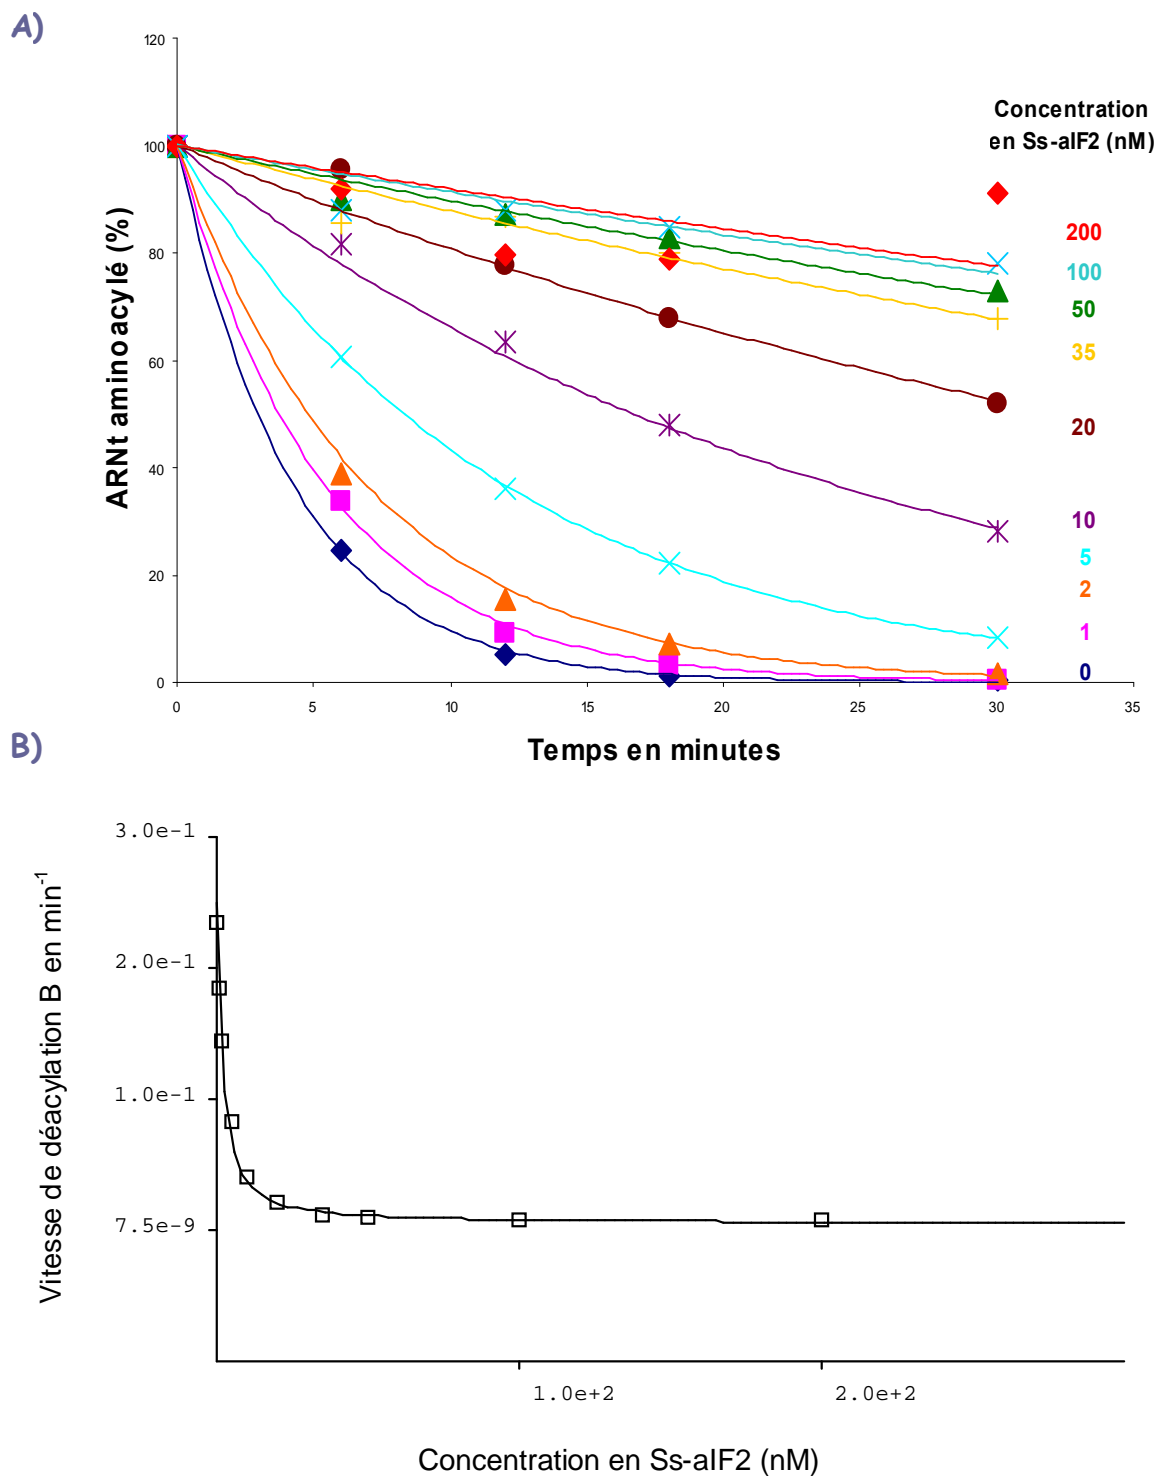 A)
120
100
80
60
40
20
0
ARNt aminoacylé (%)
0 5 10 15 20 25 30 35
Temps en minutes
Concentration
en Ss-aIF2 (nM)
200
100
50
35
20
10
5
2
1
0
B)
3.0e-1
2.0e-1
1.0e-1
7.5e-9
Vitesse de déacylation B en min-1
1.0e+2 2.0e+2
Concentration en Ss-aIF2 (nM)